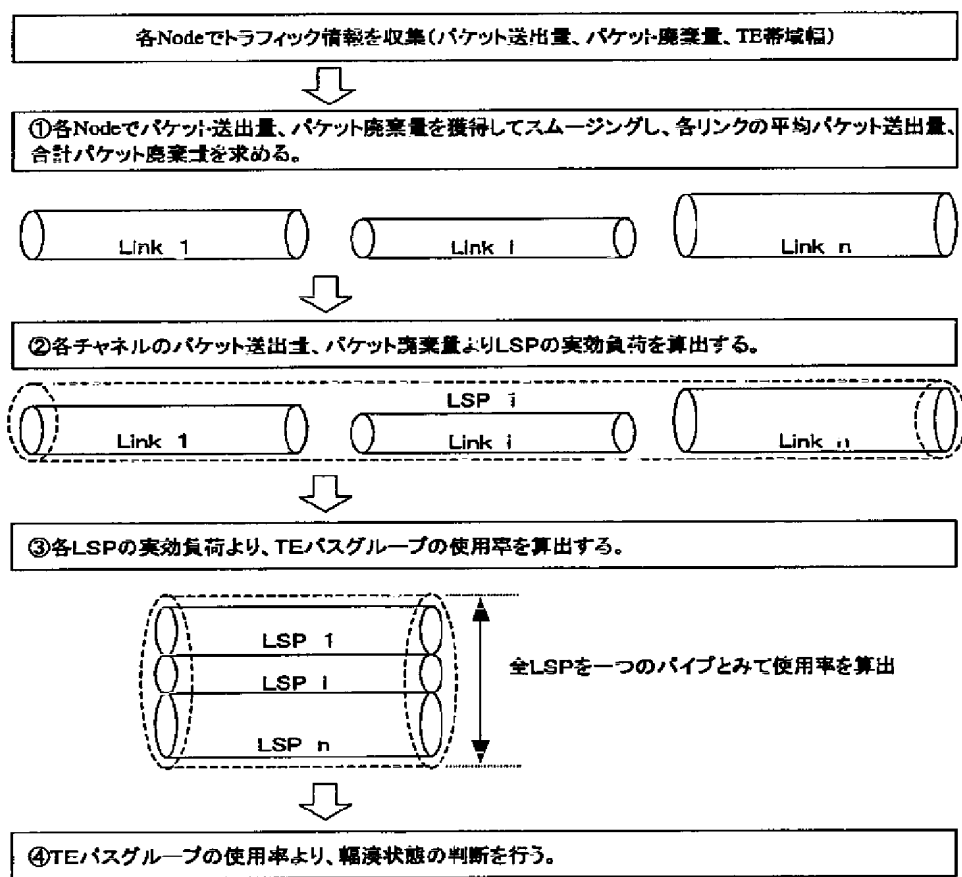 各Nodeでトラフィック情報を収集(パケット送出量、パケット廃棄量、TE帯域幅)
①各Nodeでパケット送出量、パケット廃棄量を獲得してスムージングし、各リンクの平均パケット送出量、
合計パケット廃棄量を求める。
Link 1
Link i
Link n
②各チャネルのパケット送出量、パケット廃棄量よりLSPの実効負荷を算出する。
LSP i
Link 1
Link i
Link n
③各LSPの実効負荷より、TEパスグループの使用率を算出する。
LSP 1
LSP i
LSP n
全LSPを一つのパイプとみて使用率を算出
④TEパスグループの使用率より、輻湊状態の判断を行う。